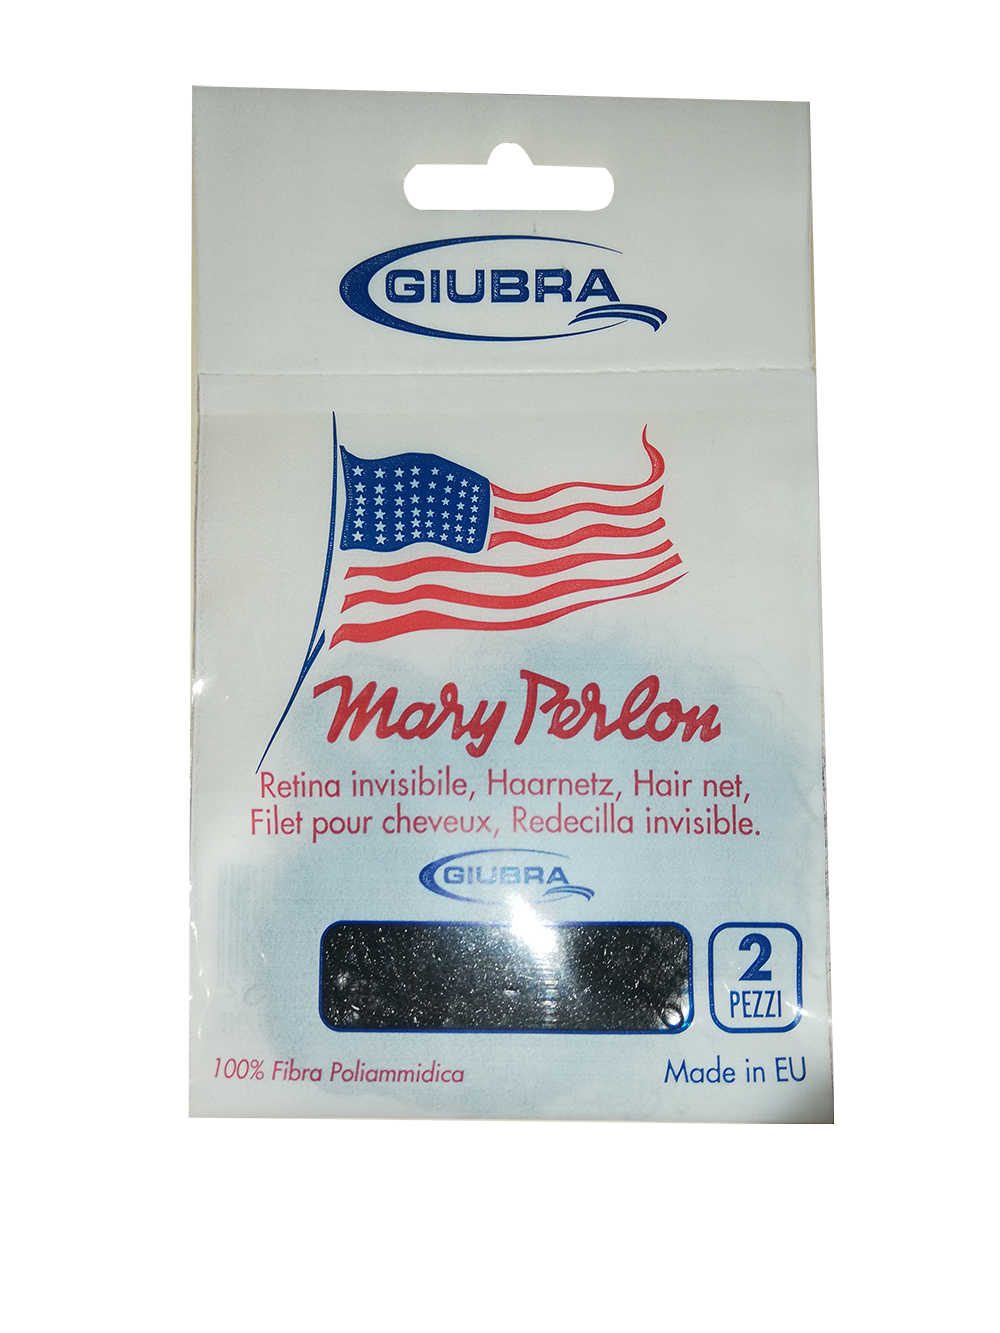 GIUBRA
Mary Perlon
Retina invisibile, Haarnetz, Hair net,
Filet pour cheveux, Redecilla invisible.
GIUBRA
2
PEZZI
100% Fibra Poliammidica
Made in EU